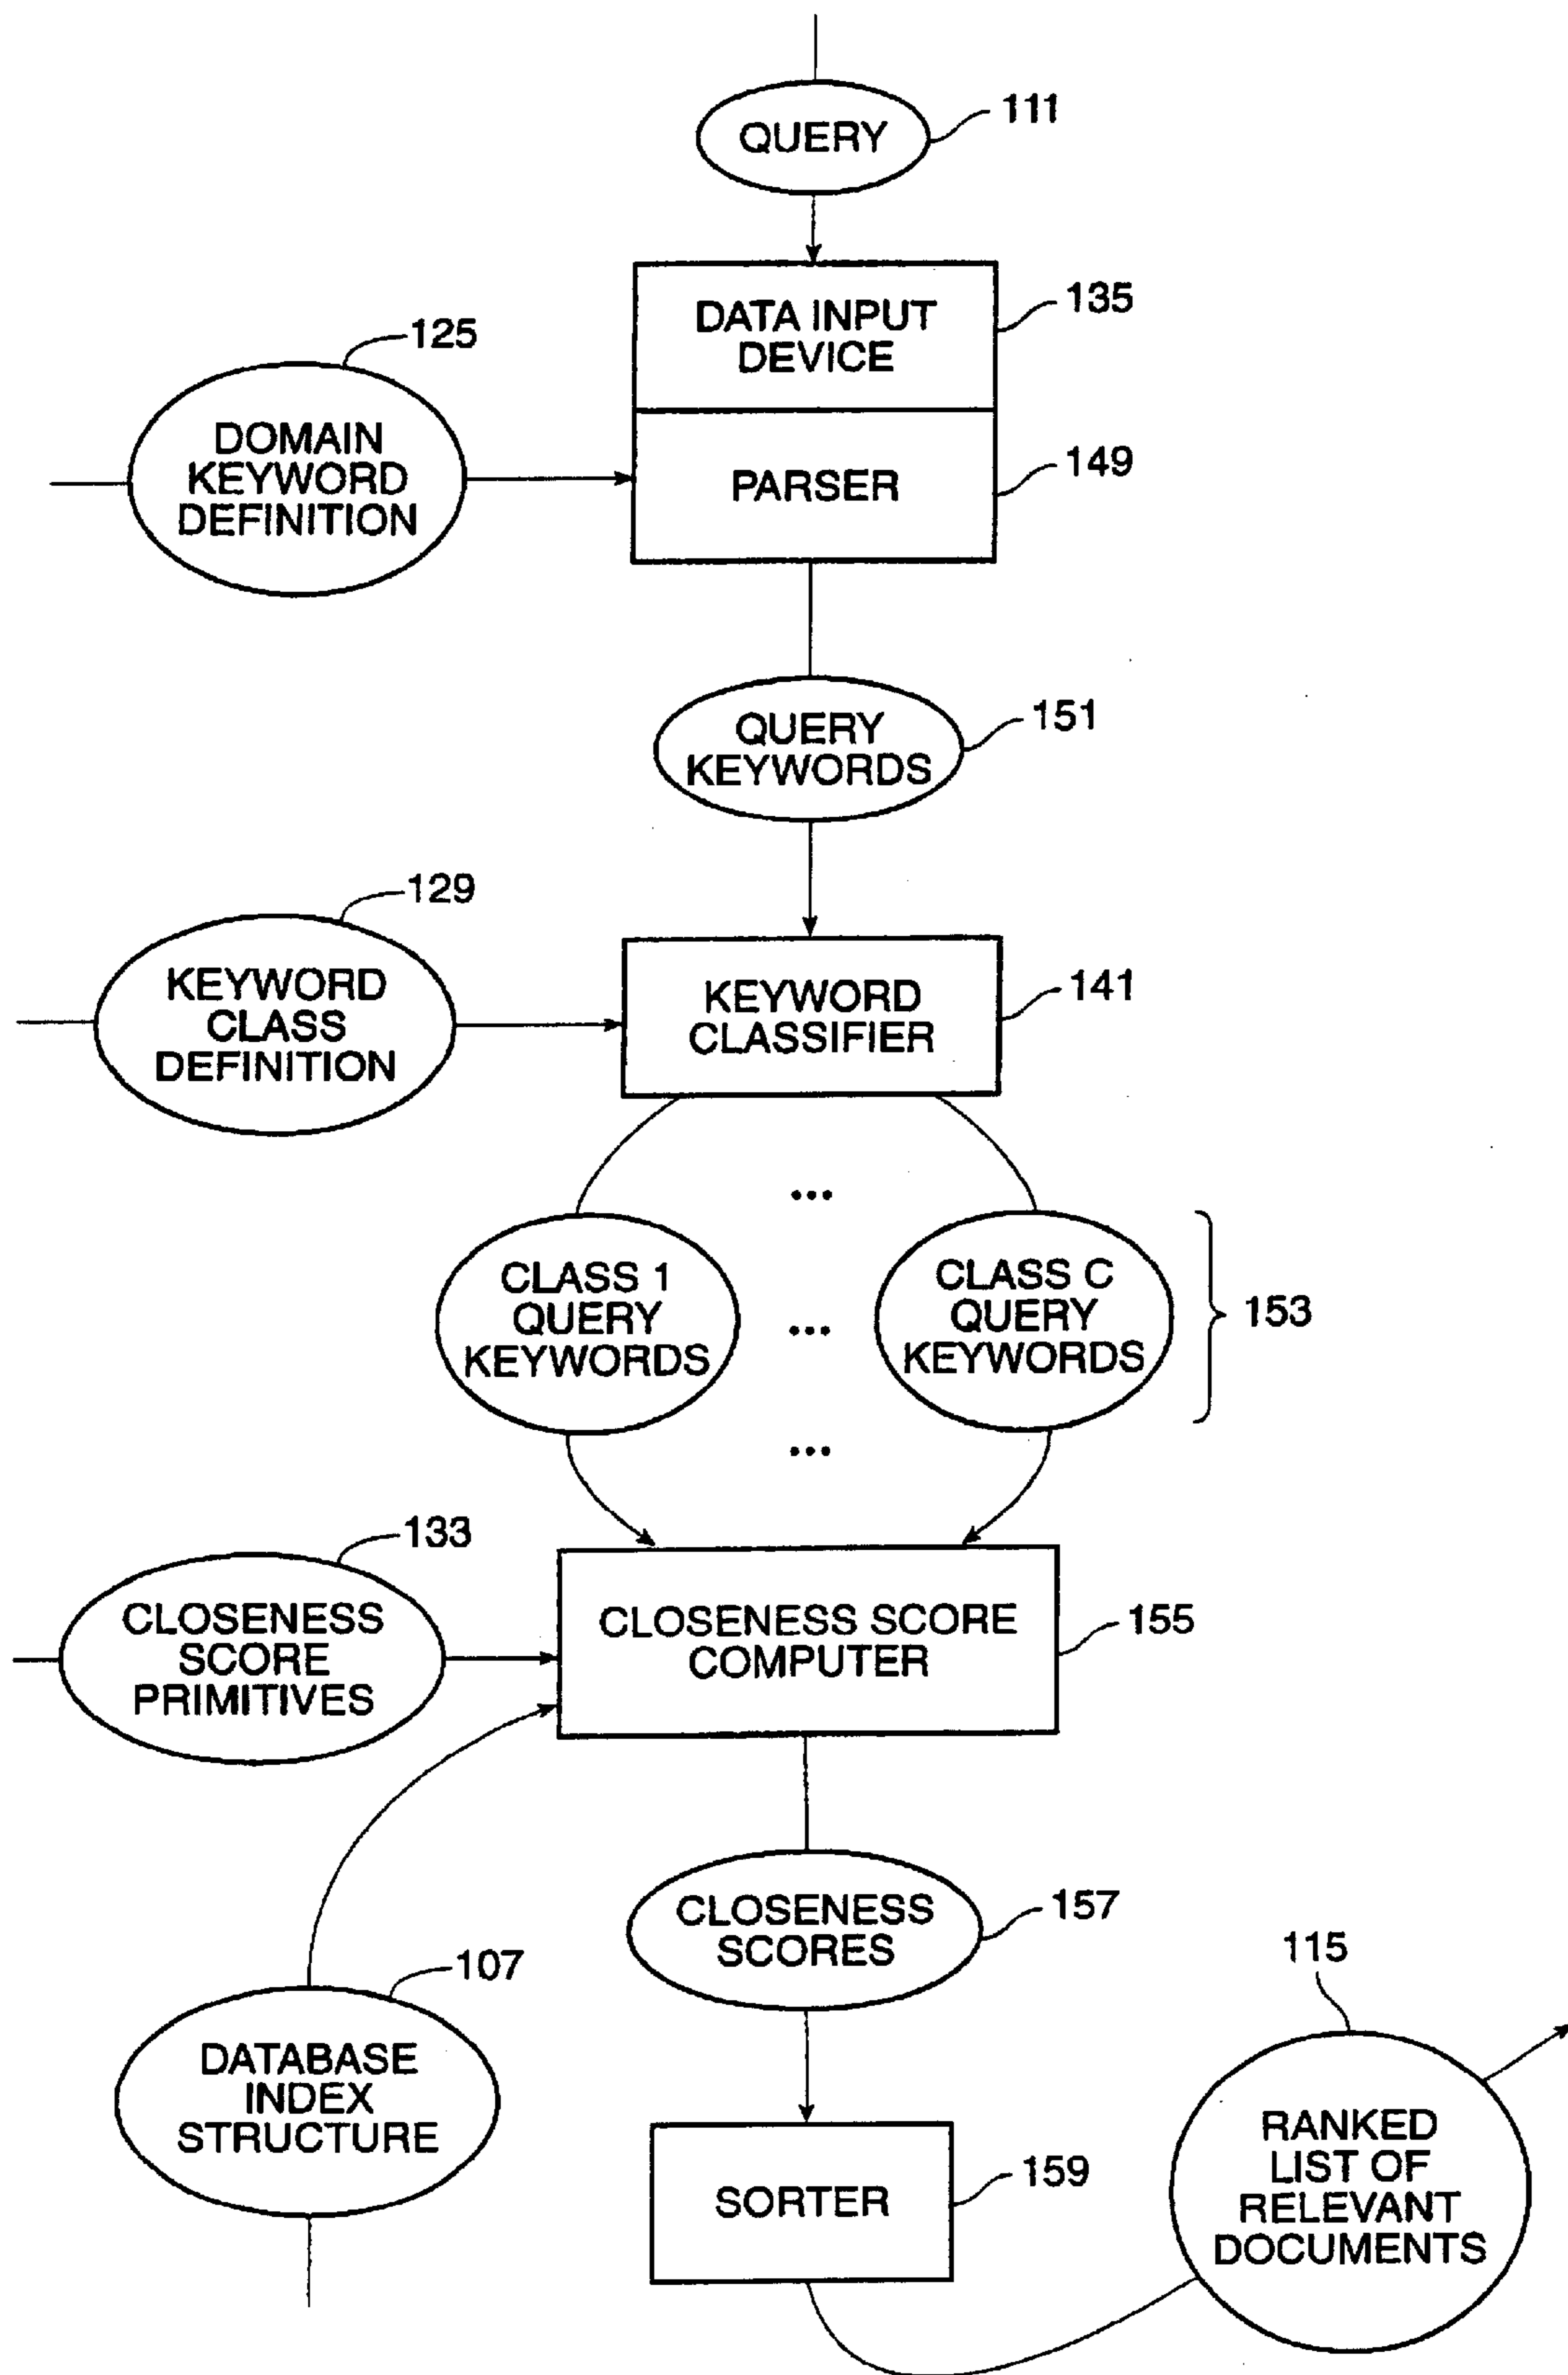 QUERY
111
DATA INPUT
DEVICE
135
125
DOMAIN
KEYWORD
DEFINITION
PARSER
149
QUERY
KEYWORDS
151
129
KEYWORD
CLASS
DEFINITION
KEYWORD
CLASSIFIER
141
...
CLASS 1
QUERY
KEYWORDS
...
CLASS C
QUERY
KEYWORDS
153
...
133
CLOSENESS
SCORE
PRIMITIVES
CLOSENESS SCORE
COMPUTER
155
CLOSENESS
SCORES
157
107
DATABASE
INDEX
STRUCTURE
115
RANKED
LIST OF
RELEVANT
DOCUMENTS
SORTER
159